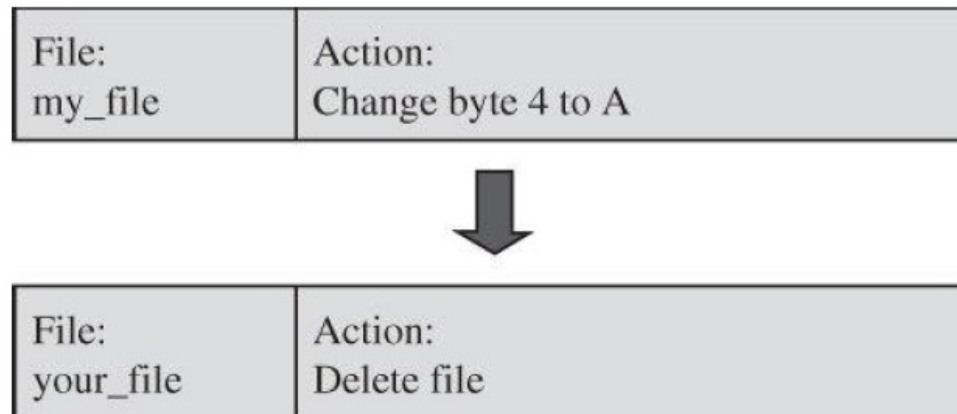 File:
my_file
Action:
Change byte 4 to A
File:
your_file
Action:
Delete file